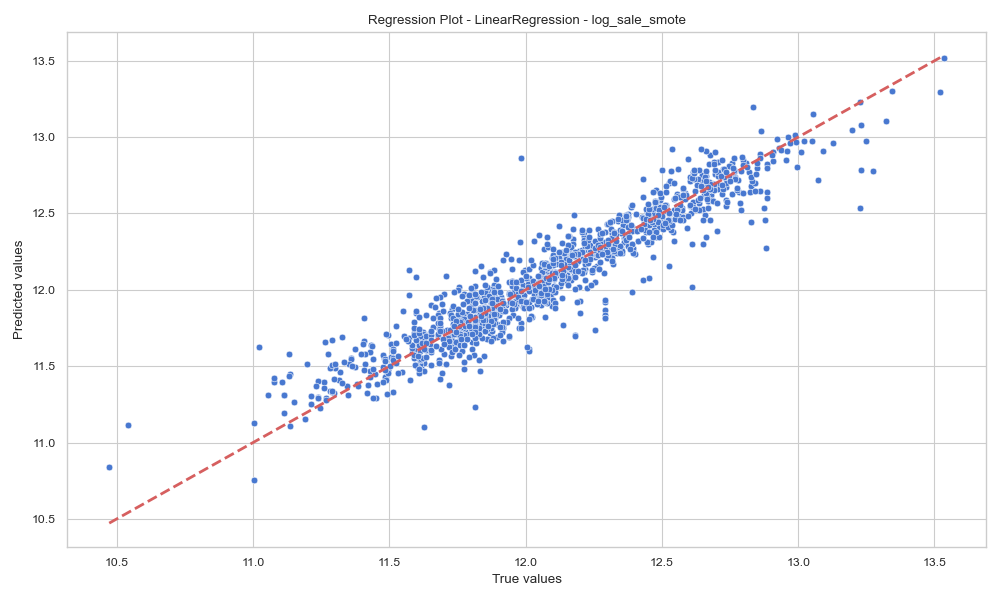 Regression Plot - LinearRegression - log_sale_smote
Predicted values
13.5
13.0
12.5
12.0
11.5
11.0
10.5
10.5 11.0 11.5 12.0 12.5 13.0 13.5
True values